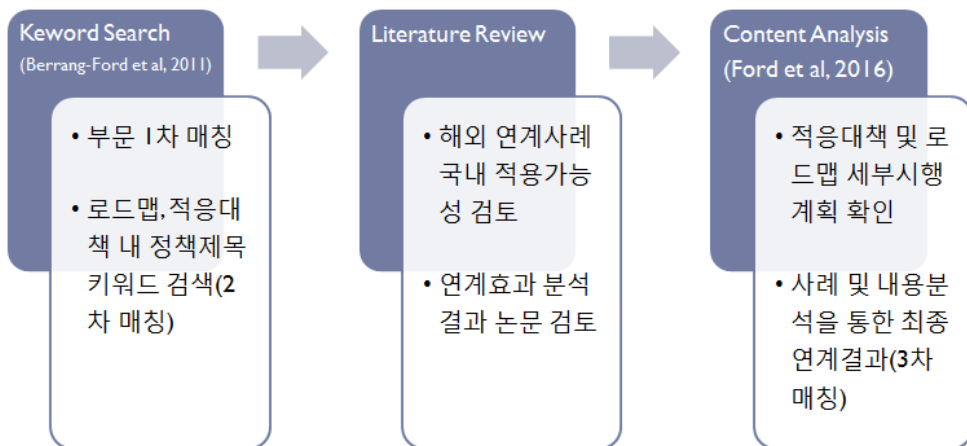 Keword Search
(Berrang-Ford et al, 2011)
• 부문 1차 매칭
• 로드맵,적응대
책 내 정책제목
키워드 검색(2
차 매칭)
Literature Review
• 해외 연계사례
국내 적용가능
성 검토
• 연계효과 분석
결과 논문 검토
Content Analysis
(Ford et al, 2016)
• 적응대책 및 로
드맵 세부시행
계획 확인
• 사례 및 내용분
석을 통한 최종
연계결과(3차
매칭)